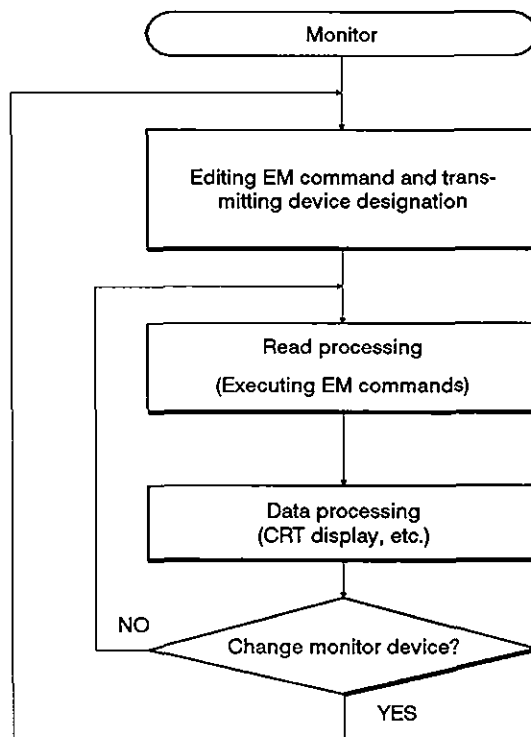 Monitor
Editing EM command and trans-
mitting device designation
Read processing
(Executing EM commands)
Data processing
(CRT display, etc.)
NO
Change monitor device?
YES